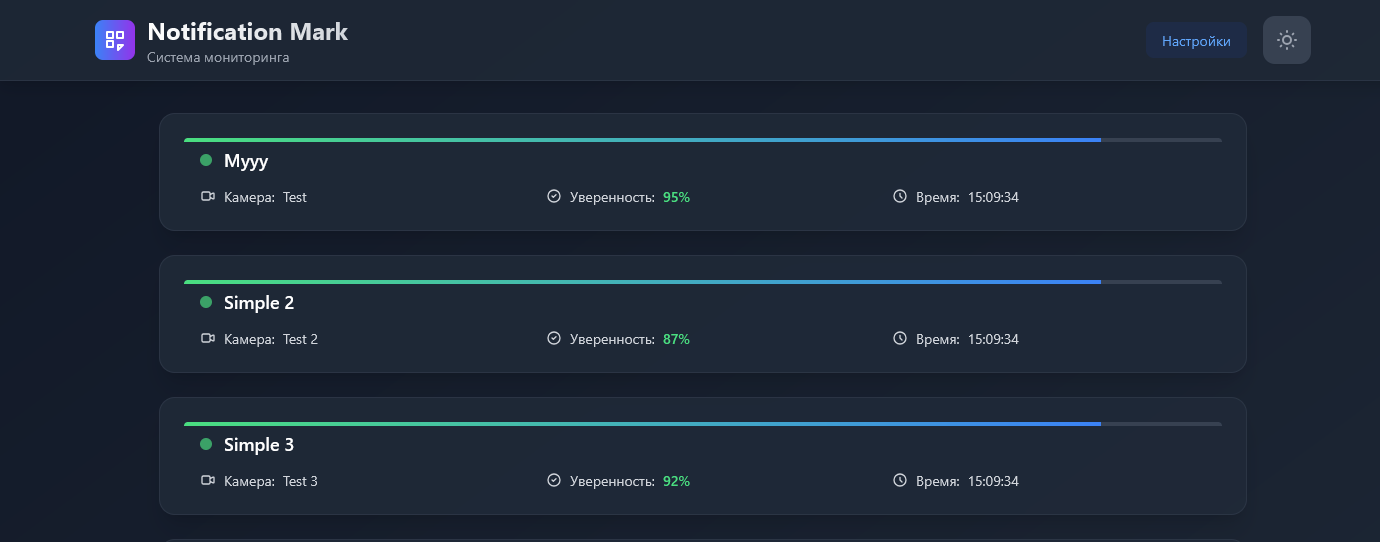 Notification Mark
Система мониторинга
Настройки
Myyy
Камера: Test
Уверенность: 95%
Время: 15:09:34
Simple 2
Камера: Test 2
Уверенность: 87%
Время: 15:09:34
Simple 3
Камера: Test 3
Уверенность: 92%
Время: 15:09:34